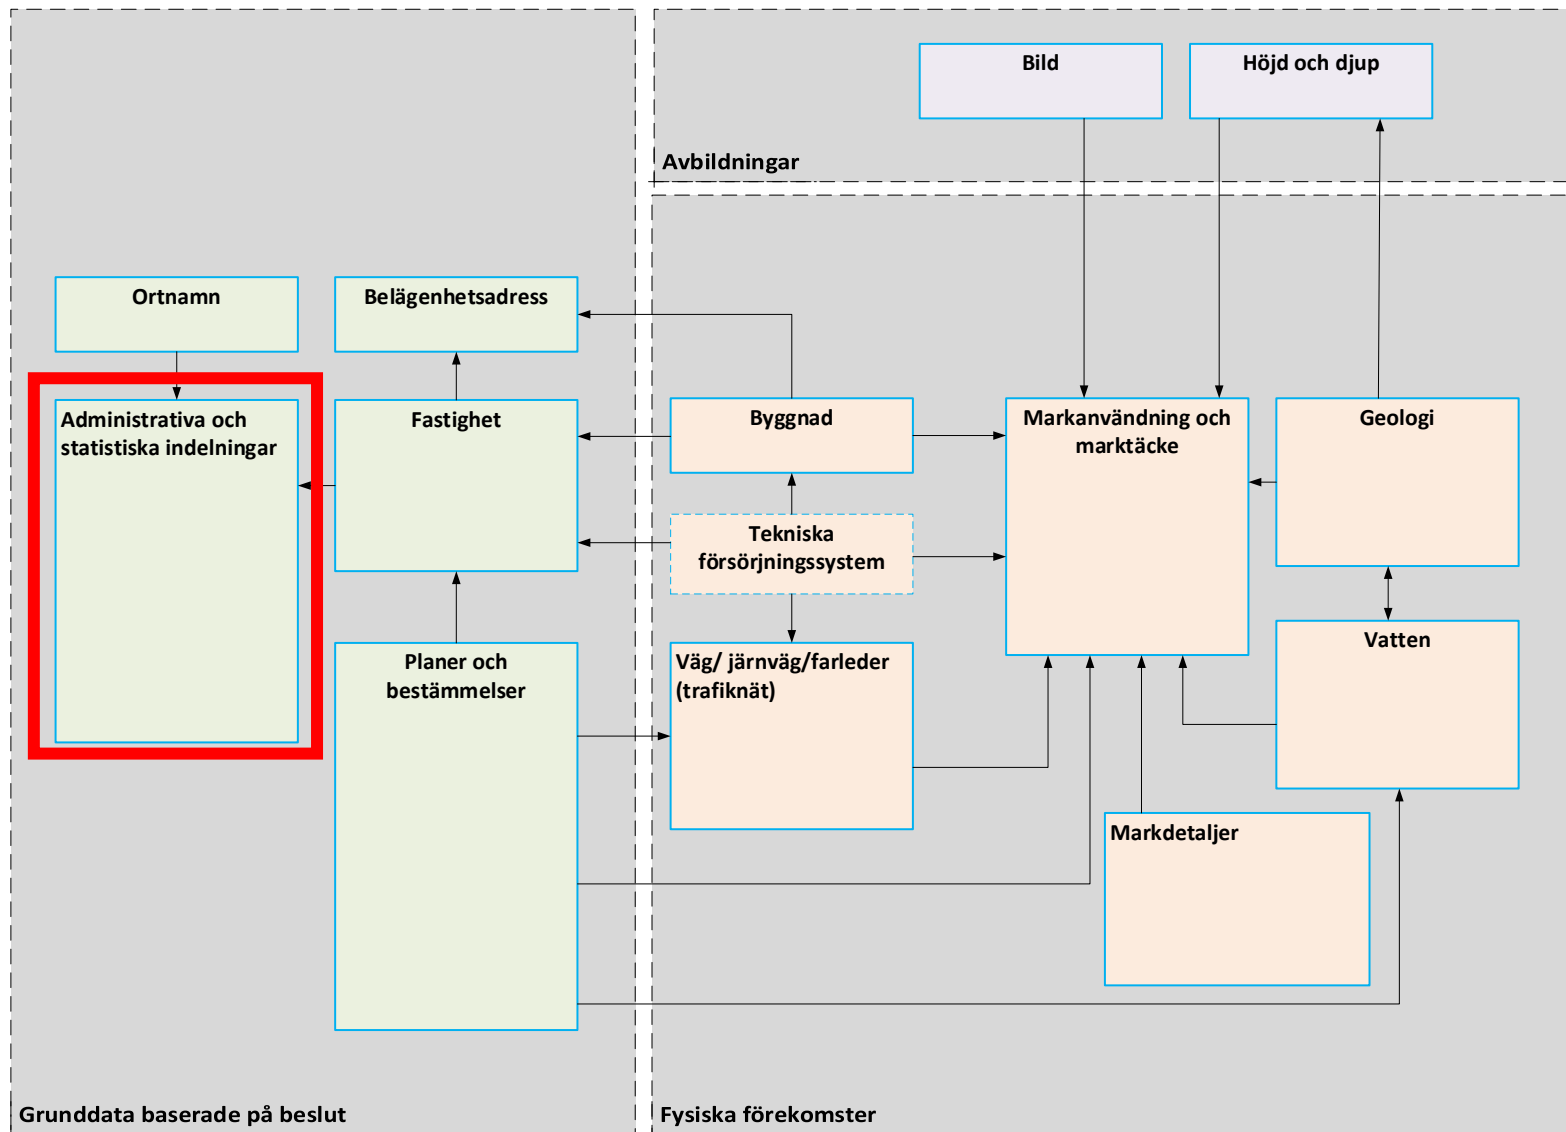 Bild
Höjd och djup
Avbildningar
Ortnamn
Belägenhetsadress
Administrativa och
statistiska indelningar
Fastighet
Byggnad
Markanvändning och
marktäcke
Geologi
Tekniska
försörjningssystem
Planer och
bestämmelser
Väg/ järnväg/farleder
(trafiknät)
Vatten
Markdetaljer
Grunddata baserade på beslut
Fysiska förekomster